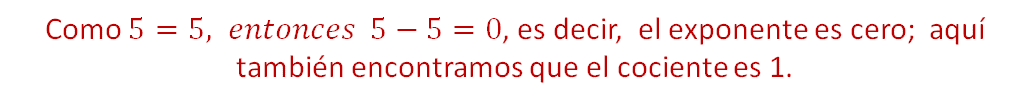 Como 5 = 5, entonces 5 − 5 = 0, es decir, el exponente es cero; aquí
también encontramos que el cociente es 1.